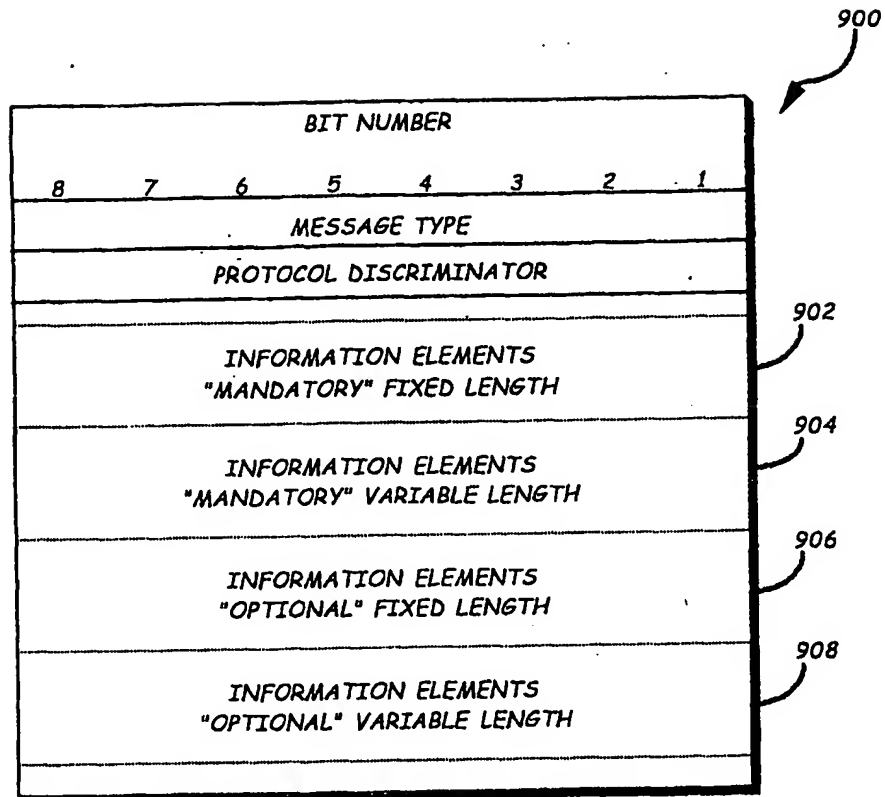 900
BIT NUMBER
8 7 6 5 4 3 2 1
MESSAGE TYPE
PROTOCOL DISCRIMINATOR
902
INFORMATION ELEMENTS
"MANDATORY" FIXED LENGTH
904
INFORMATION ELEMENTS
"MANDATORY" VARIABLE LENGTH
906
INFORMATION ELEMENTS
"OPTIONAL" FIXED LENGTH
908
INFORMATION ELEMENTS
"OPTIONAL" VARIABLE LENGTH